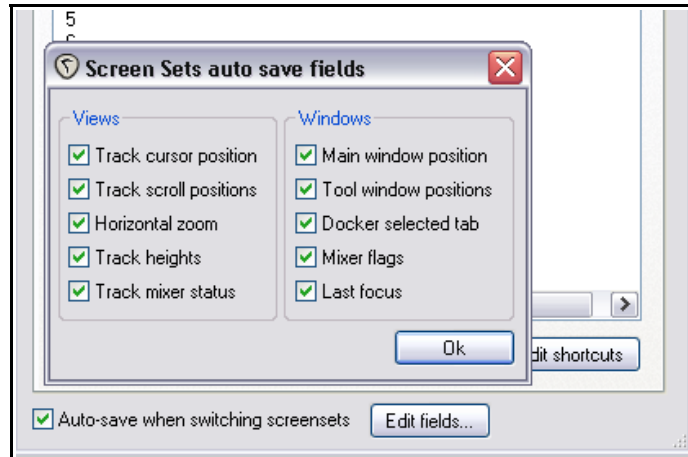 5
Screen Sets auto save fields
Views
Track cursor position
Track scroll positions
Horizontal zoom
Track heights
Track mixer status
Windows
Main window position
Tool window positions
Docker selected tab
Mixer flags
Last focus
Ok
dit shortcuts
Auto-save when switching screensets
Edit fields...